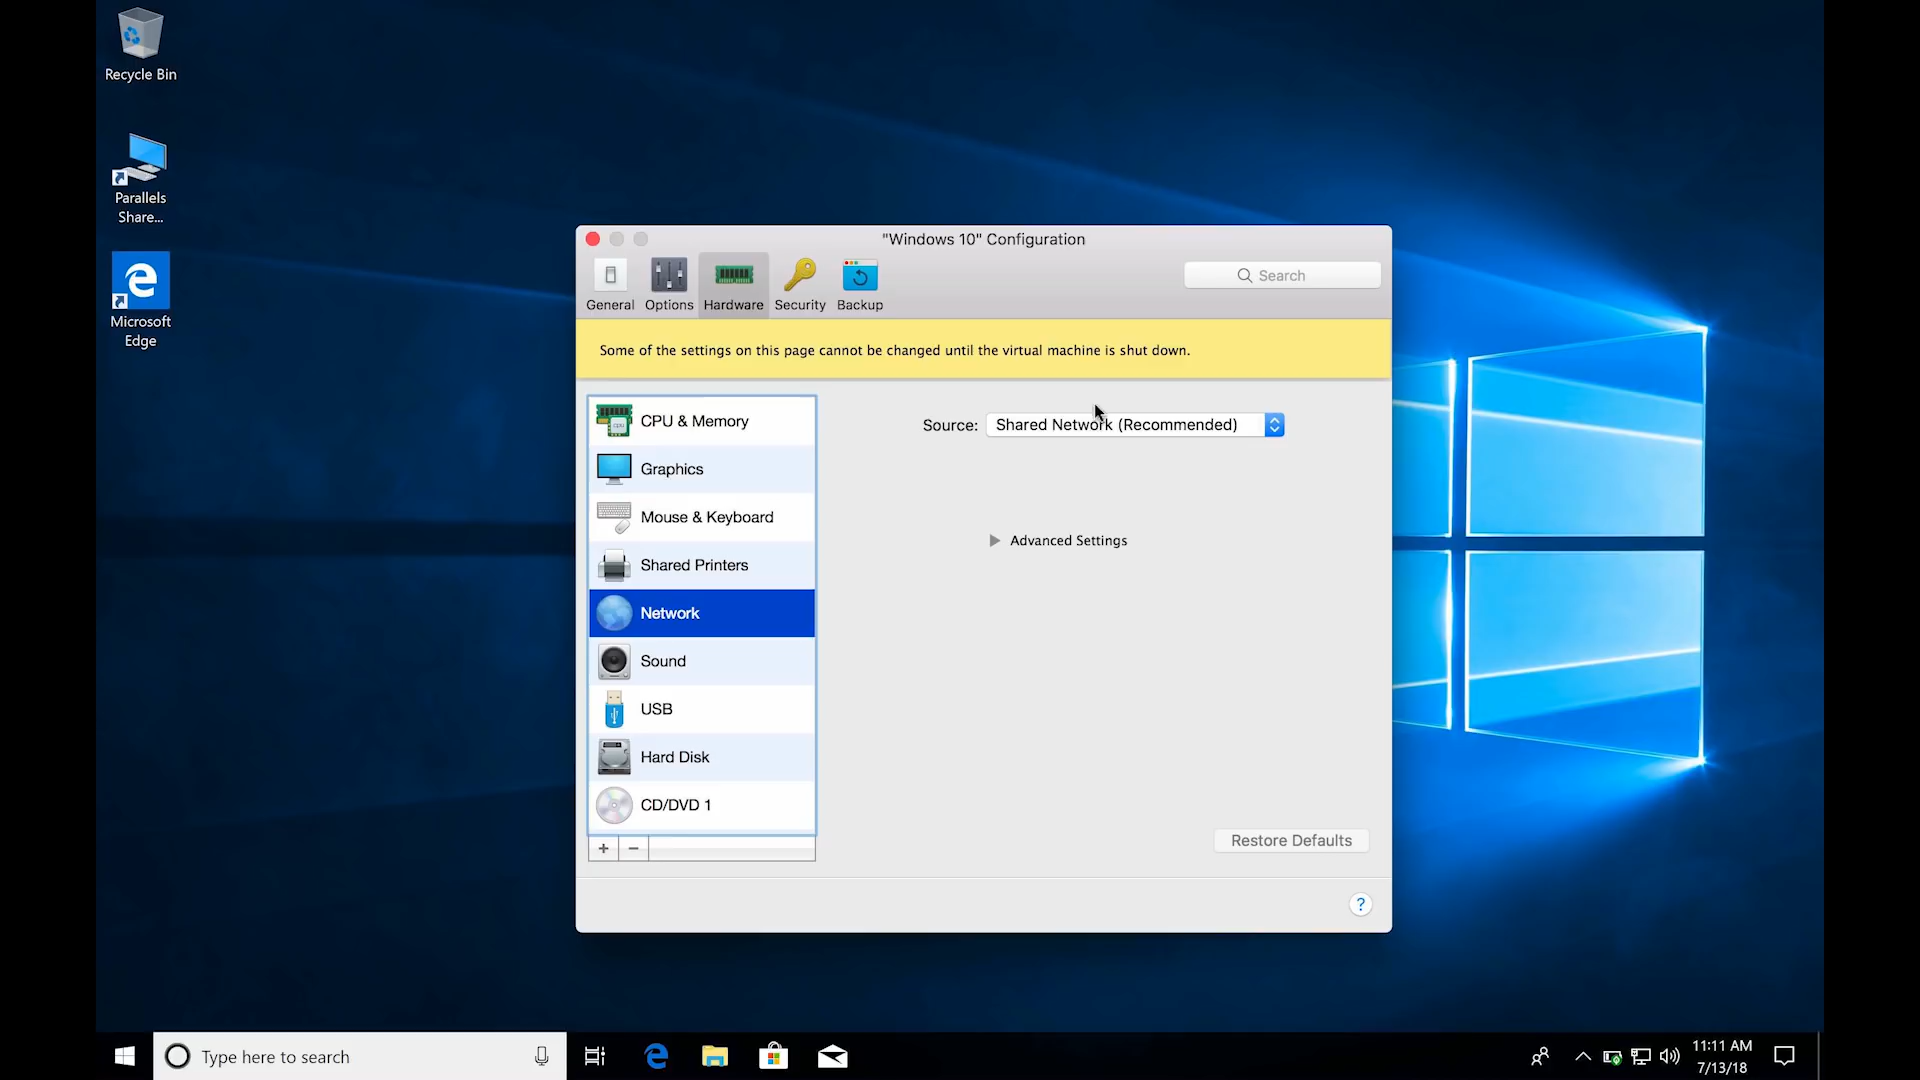 Recycle Bin
Parallels
Share...
Microsoft
Edge
"Windows 10" Configuration
General
Options
Hardware
Security
Backup
Search
Some of the settings on this page cannot be changed until the virtual machine is shut down.
CPU & Memory
Graphics
Mouse & Keyboard
Shared Printers
Network
Sound
USB
Hard Disk
CD/DVD 1
+
−
Source: Shared Network (Recommended)
Advanced Settings
Restore Defaults
?
Type here to search
11:11 AM
7/13/18